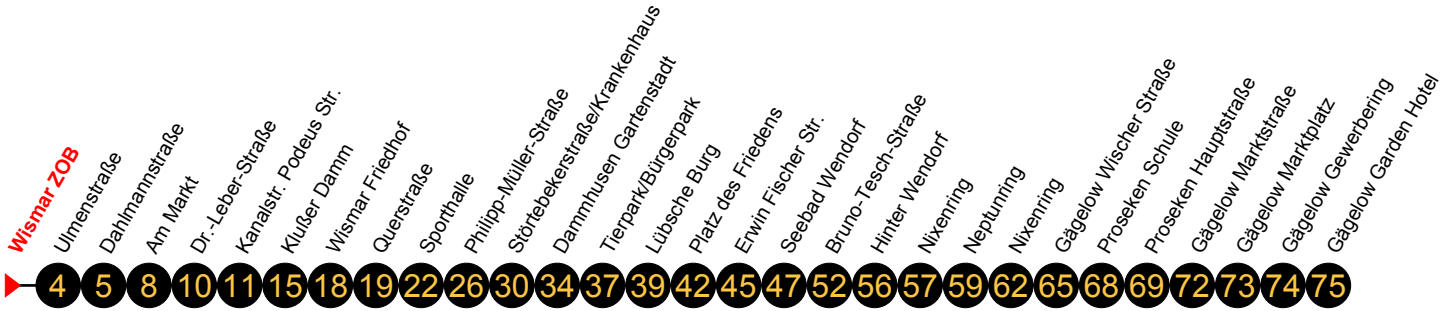 Wismar ZOB
Ulmenstraße
Dahlmannstraße
Am Markt
Dr.-Leber-Straße
Kanalstr. Podeus Str.
Klußer Damm
Wismar Friedhof
Querstraße
Sporthalle
Philipp-Müller-Straße
Störtebekerstraße/Krankenhaus
Dammhusen Gartenstadt
Tierpark/Bürgerpark
Lübsche Burg
Platz des Friedens
Erwin Fischer Str.
Seebad Wendorf
Bruno-Tesch-Straße
Hinter Wendorf
Nixenring
Neptunring
Nixenring
Gägelow Wischer Straße
Proseken Schule
Proseken Hauptstraße
Gägelow Marktstraße
Gägelow Marktplatz
Gägelow Gewerbering
Gägelow Garden Hotel
4 5 8 10 11 15 18 19 22 26 30 34 37 39 42 45 47 52 56 57 59 62 65 68 69 72 73 74 75